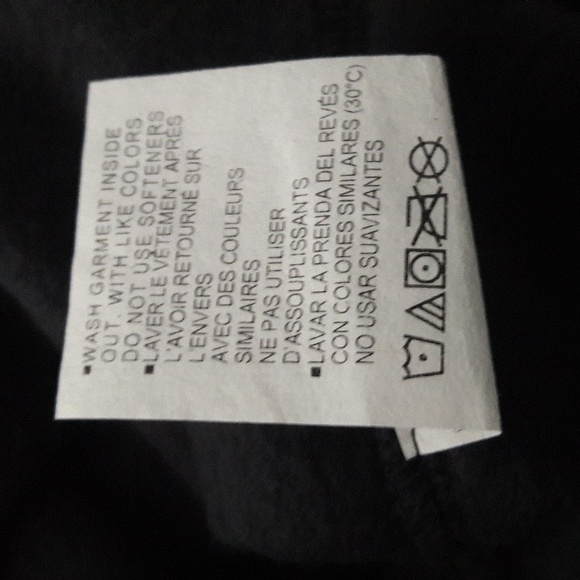 ▪WASH GARMENT INSIDE
OUT. WITH LIKE COLORS.
DO NOT USE SOFTENERS
▪LAVER LE VÊTEMENT APRÈS
L'AVOIR RETOURNÉ SUR
L'ENVERS
AVEC DES COULEURS
SIMILAIRES
NE PAS UTILISER
D'ASSOUPLISSANTS
▪LAVAR LA PRENDA DEL REVÉS
CON COLORES SIMILARES (30°C)
NO USAR SUAVIZANTES